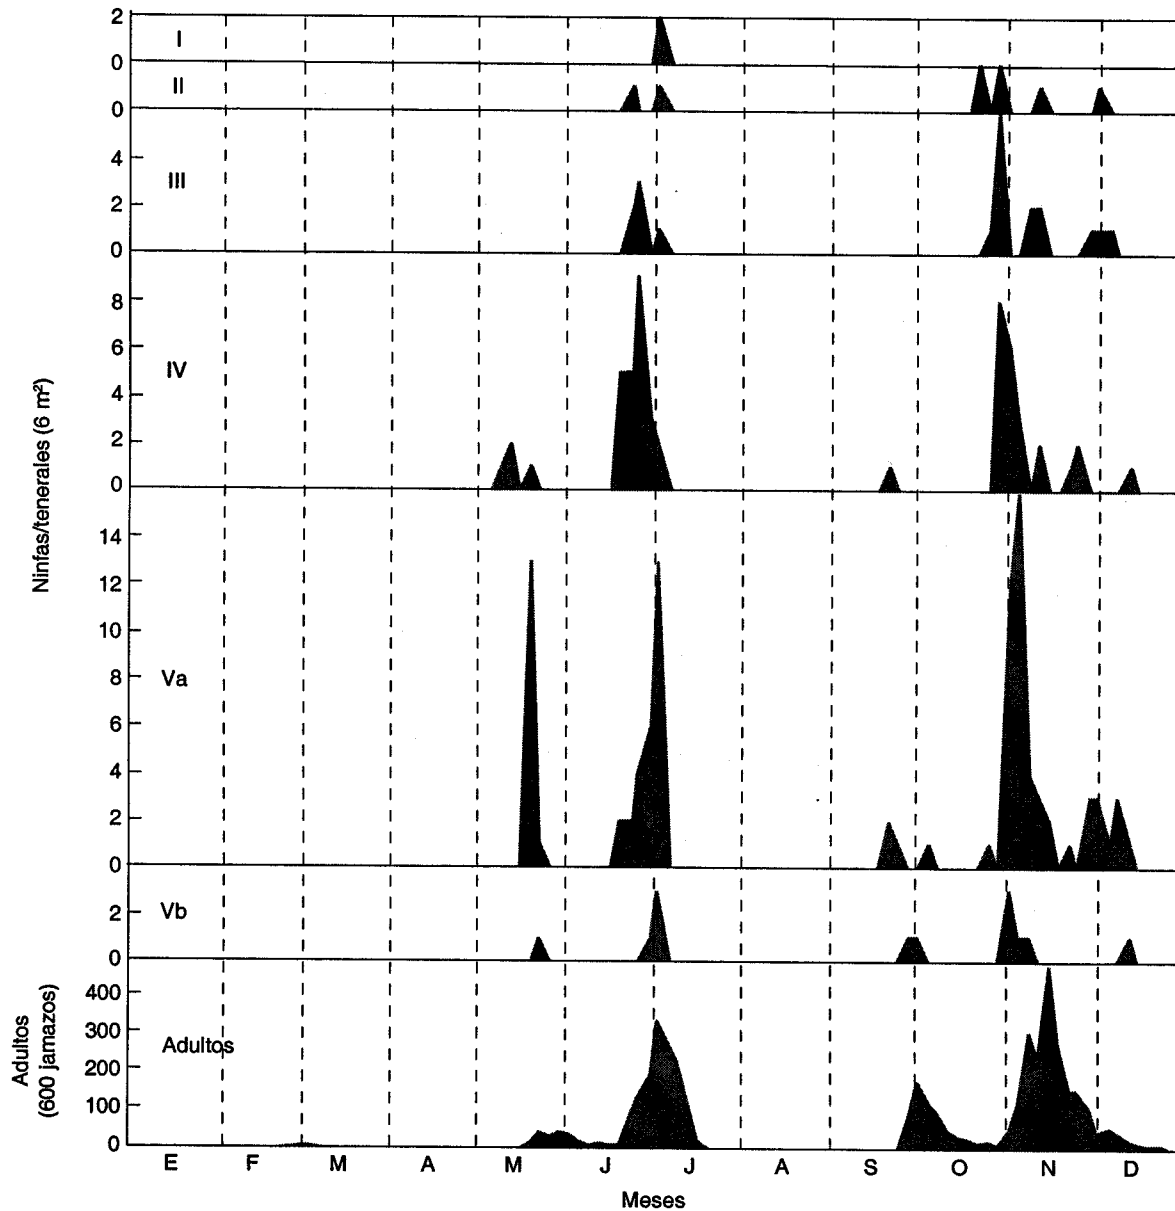 2
I
0
II
0
4
III
2
0
8
6
IV
4
2
0
14
12
10
8
Va
6
4
2
0
Vb
2
0
400
300
Adultos
200
100
0
Ninfas/tenerales (6 m²)
Adultos
(600 jamazos)
E F M A M J J A S O N D
Meses